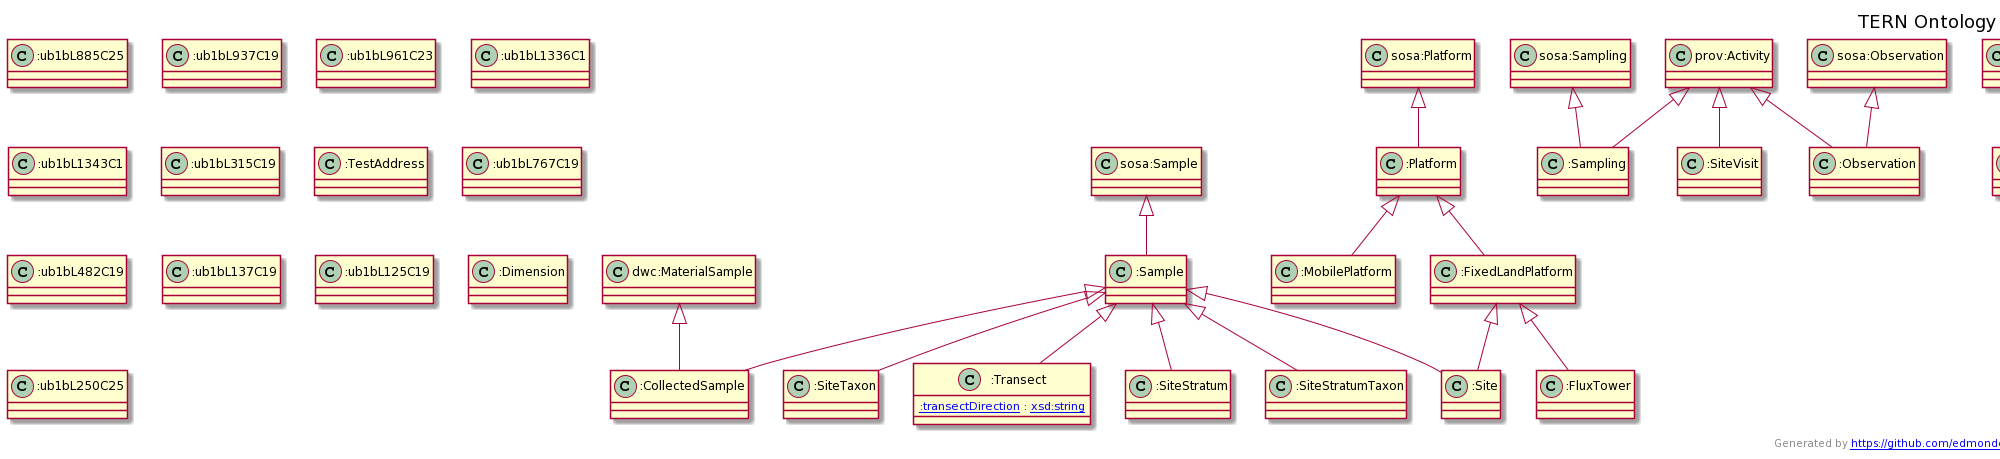 TERN Ontology
C :ub1bL885C25
C :ub1bL937C19
C :ub1bL961C23
C :ub1bL1336C1
C sosa:Platform
C sosa:Sampling
C prov:Activity
C sosa:Observation
C :ub1bL1343C1
C :ub1bL315C19
C :TestAddress
C :ub1bL767C19
C sosa:Sample
C :Platform
C :Sampling
C :SiteVisit
C :Observation
C :ub1bL482C19
C :ub1bL137C19
C :ub1bL125C19
C :Dimension
C dwc:MaterialSample
C :Sample
C :MobilePlatform
C :FixedLandPlatform
C :ub1bL250C25
C :CollectedSample
C :SiteTaxon
C :Transect
:transectDirection : xsd:string
C :SiteStratum
C :SiteStratumTaxon
C :Site
C :FluxTower
Generated by https://github.com/edmond